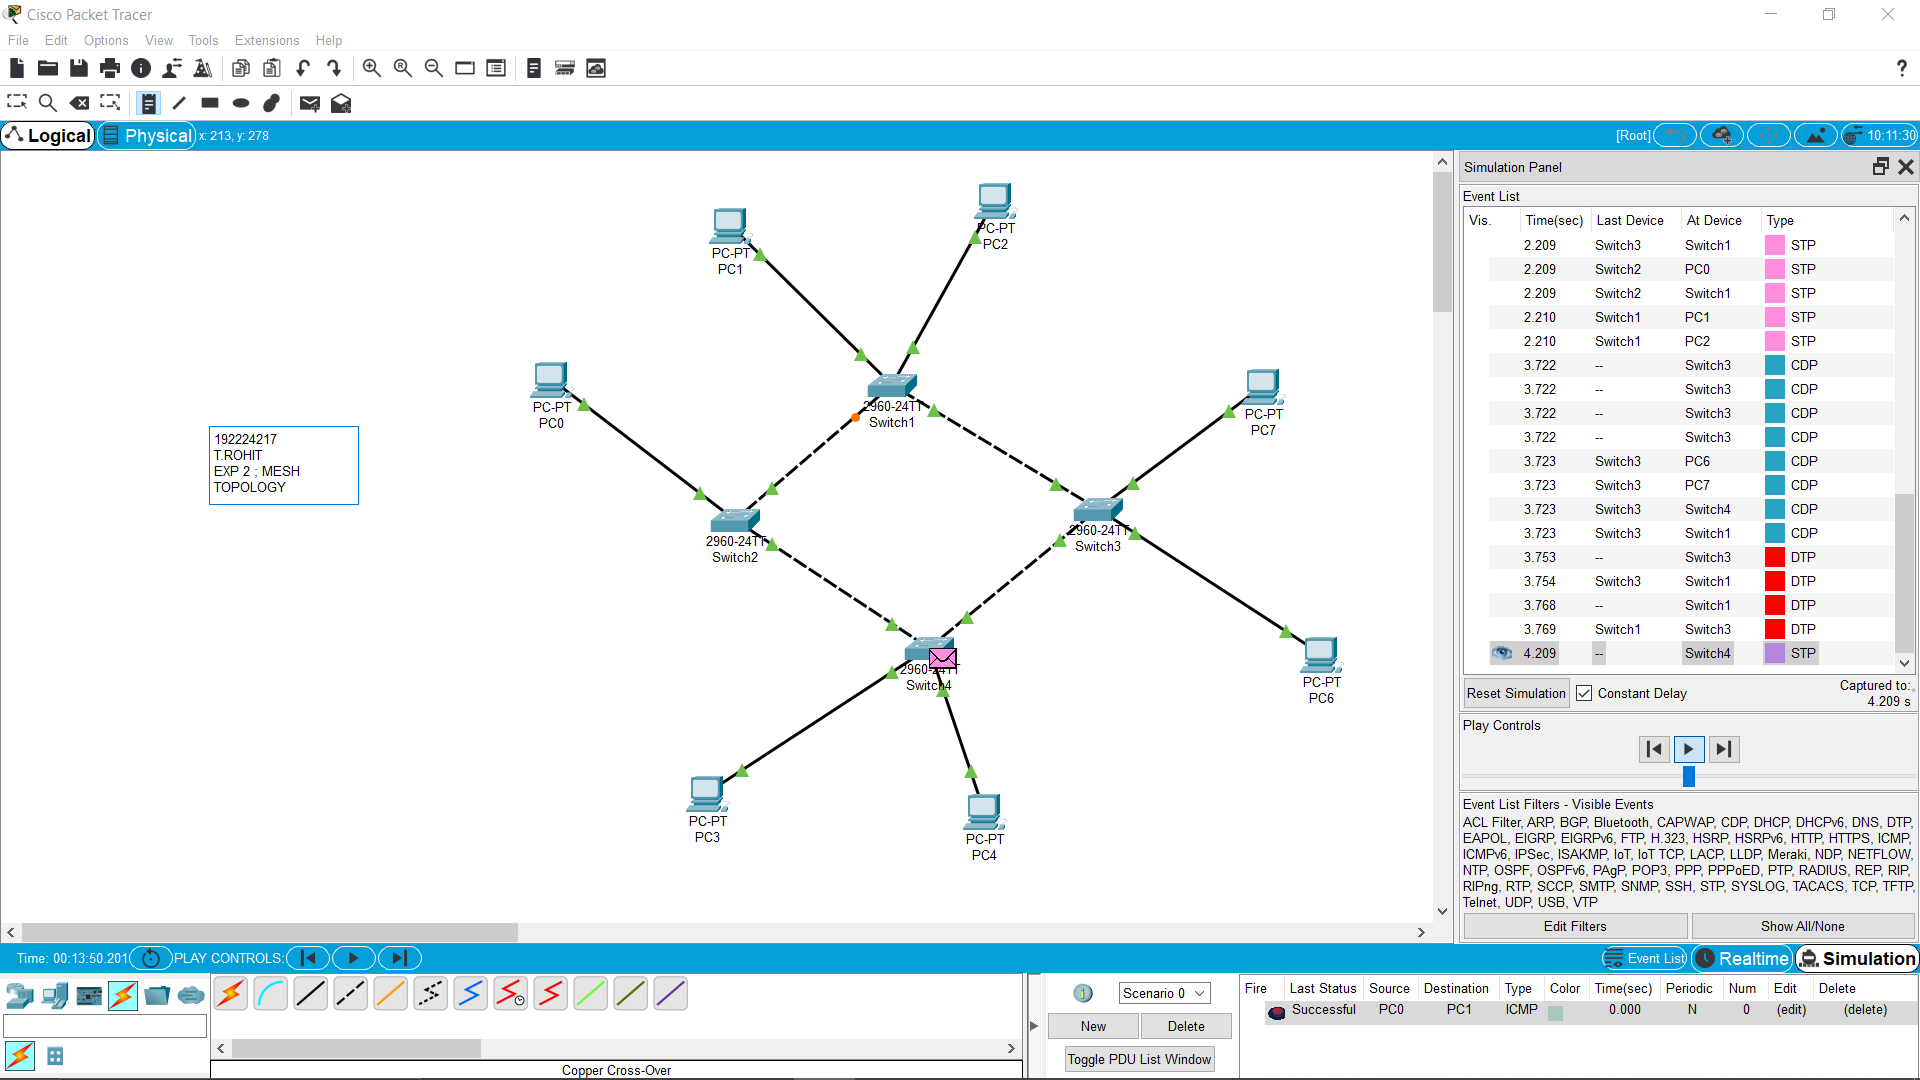 Cisco Packet Tracer
File Edit Options View Tools Extensions Help
Logical Physical x: 213, y: 278
[Root] 10:11:30
PC-PT
PC1
PC-PT
PC2
PC-PT
PC0
2960-24TT
Switch1
PC-PT
PC7
192224217
T.ROHIT
EXP 2 ; MESH
TOPOLOGY
2960-24TT
Switch2
2960-24TT
Switch3
2960-24TT
Switch4
PC-PT
PC6
PC-PT
PC3
PC-PT
PC4
Simulation Panel
Event List
Vis. Time(sec) Last Device At Device Type
2.209 Switch3 Switch1 STP
2.209 Switch2 PC0 STP
2.209 Switch2 Switch1 STP
2.210 Switch1 PC1 STP
2.210 Switch1 PC2 STP
3.722 -- Switch3 CDP
3.722 -- Switch3 CDP
3.722 -- Switch3 CDP
3.722 -- Switch3 CDP
3.723 Switch3 PC6 CDP
3.723 Switch3 PC7 CDP
3.723 Switch3 Switch4 CDP
3.723 Switch3 Switch1 CDP
3.753 -- Switch3 DTP
3.754 Switch3 Switch1 DTP
3.768 -- Switch1 DTP
3.769 Switch1 Switch3 DTP
4.209 -- Switch4 STP
Reset Simulation Constant Delay Captured to:
4.209 s
Play Controls
Event List Filters - Visible Events
ACL Filter, ARP, BGP, Bluetooth, CAPWAP, CDP, DHCP, DHCPv6, DNS, DTP,
EAPOL, EIGRP, EIGRPv6, FTP, H.323, HSRP, HSRPv6, HTTP, HTTPS, ICMP,
ICMPv6, IPSec, ISAKMP, IoT, IoT TCP, LACP, LLDP, Meraki, NDP, NETFLOW,
NTP, OSPF, OSPFv6, PAgP, POP3, PPP, PPPoED, PTP, RADIUS, REP, RIP,
RIPng, RTP, SCCP, SMTP, SNMP, SSH, STP, SYSLOG, TACACS, TCP, TFTP,
Telnet, UDP, USB, VTP
Edit Filters Show All/None
Time: 00:13:50.201 PLAY CONTROLS:
Event List Realtime Simulation
Scenario 0
New Delete
Toggle PDU List Window
Fire Last Status Source Destination Type Color Time(sec) Periodic Num Edit Delete
Successful PC0 PC1 ICMP 0.000 N 0 (edit) (delete)
Copper Cross-Over